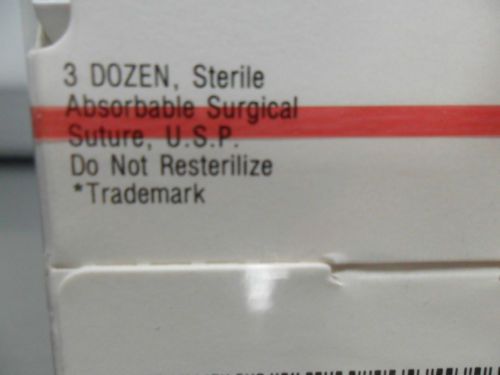 3 DOZEN, Sterile
Absorbable Surgical
Suture, U.S.P.
Do Not Resterilize
*Trademark